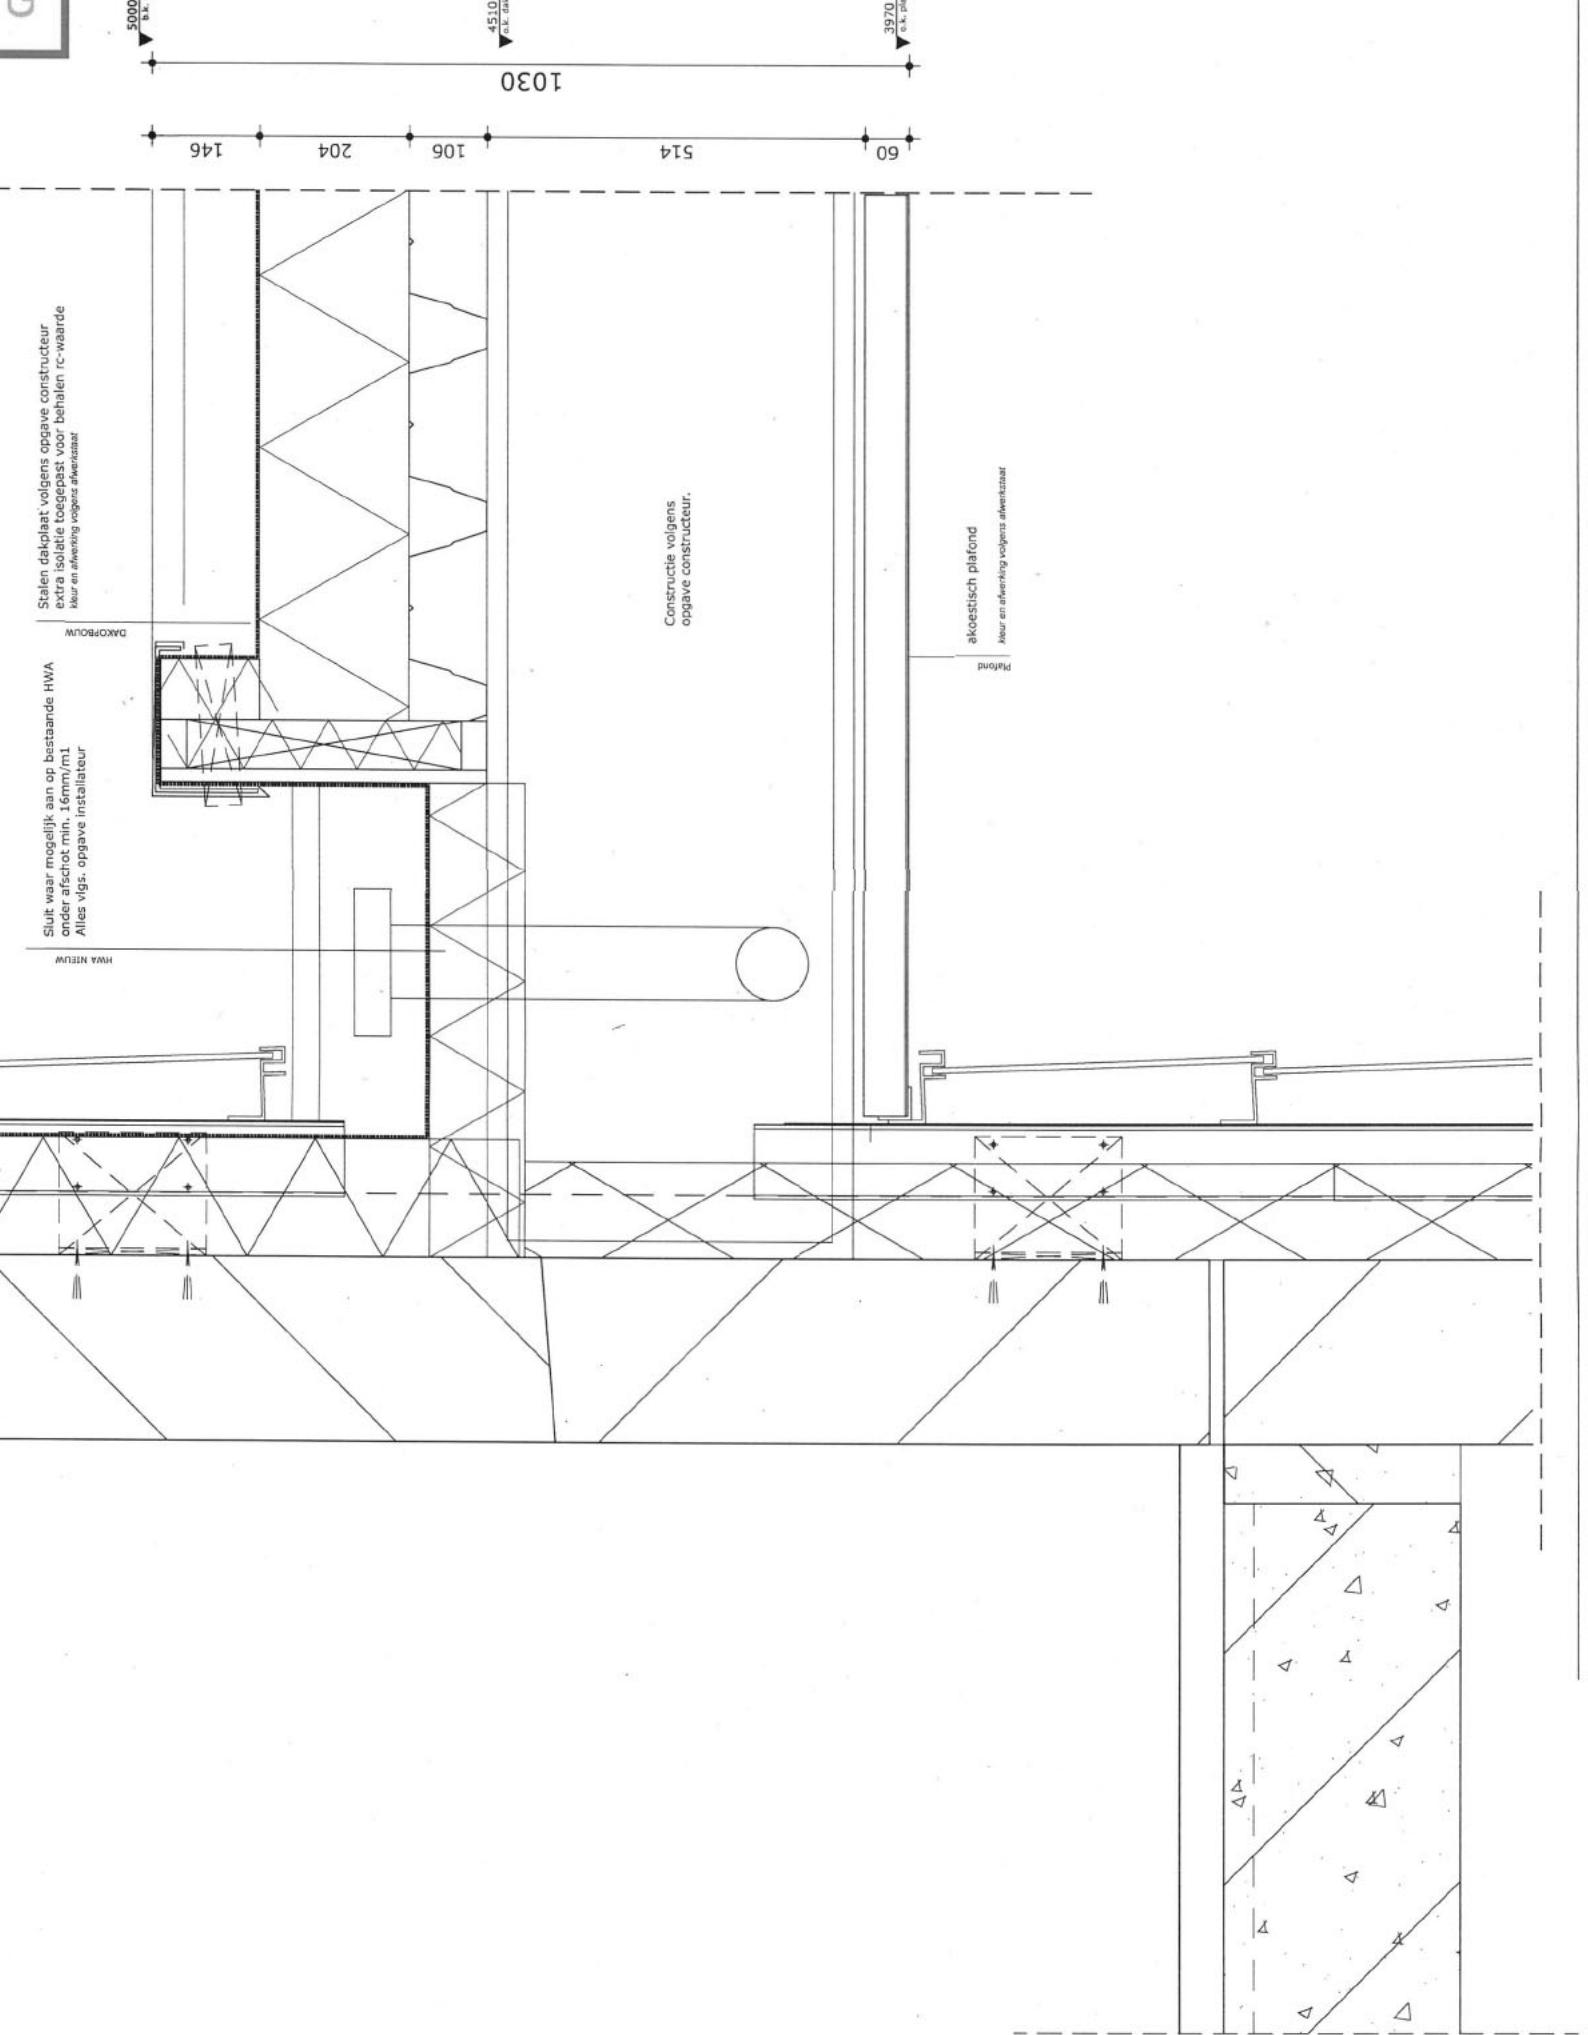 G
5000
b.k.
4510
o.k. da
3970
o.k. pla
1030
146
204
106
514
60
Stalen dakplaat volgens opgave constructeur
extra isolatie toegepast voor behalen rc-waarde
kleur en afwerking volgens afwerkstaat
DAKOPBOUW
Sluit waar mogelijk aan op bestaande HWA
onder afschot min. 16mm/m1
Alles vlgs. opgave installateur
HWA NIEUW
Constructie volgens
opgave constructeur.
akoestisch plafond
kleur en afwerking volgens afwerkstaat
Plafond